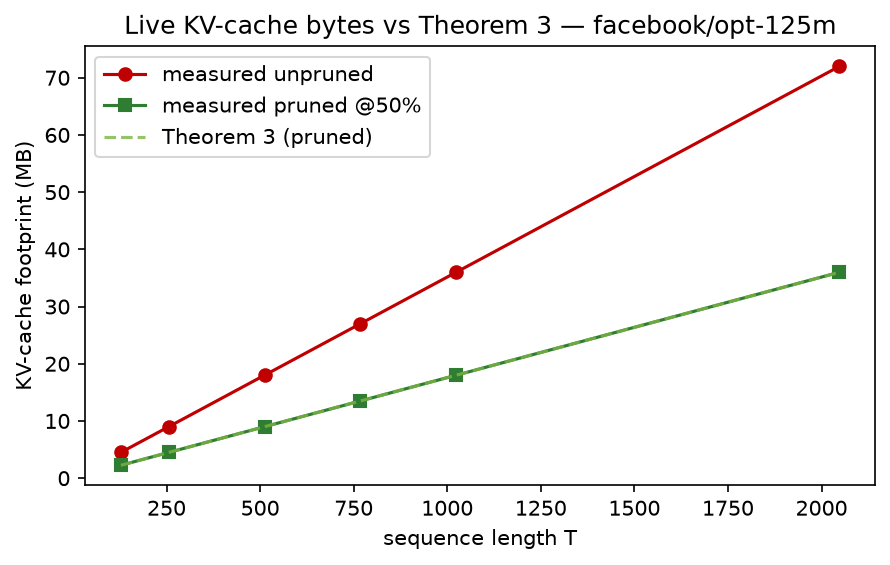 Live KV-cache bytes vs Theorem 3 — facebook/opt-125m
measured unpruned
measured pruned @50%
Theorem 3 (pruned)
KV-cache footprint (MB)
70
60
50
40
30
20
10
0
250 500 750 1000 1250 1500 1750 2000
sequence length T